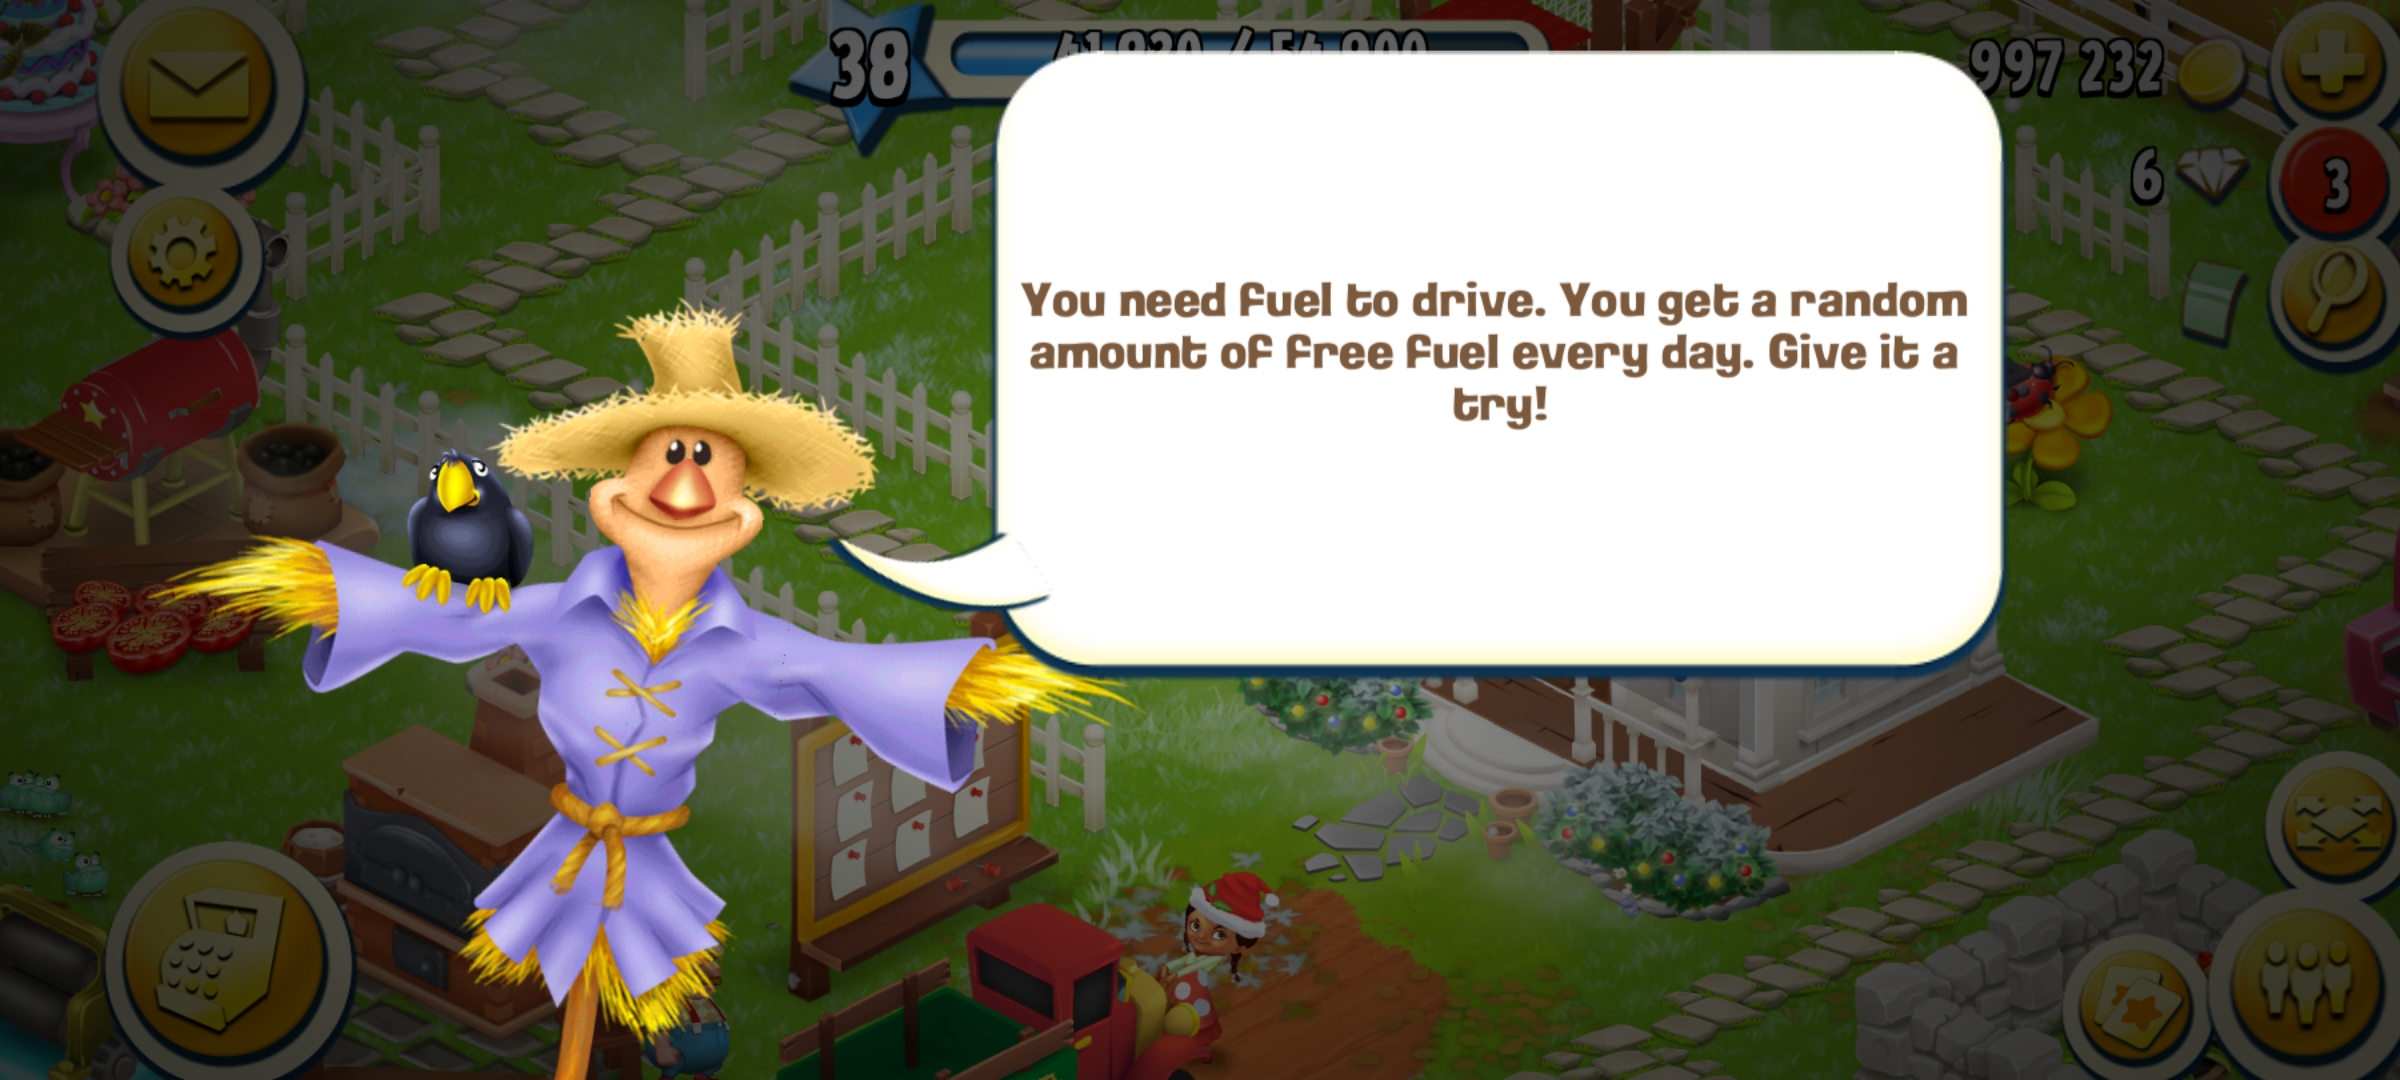 38
997 232
6
3
You need fuel to drive. You get a random
amount of free fuel every day. Give it a
try!